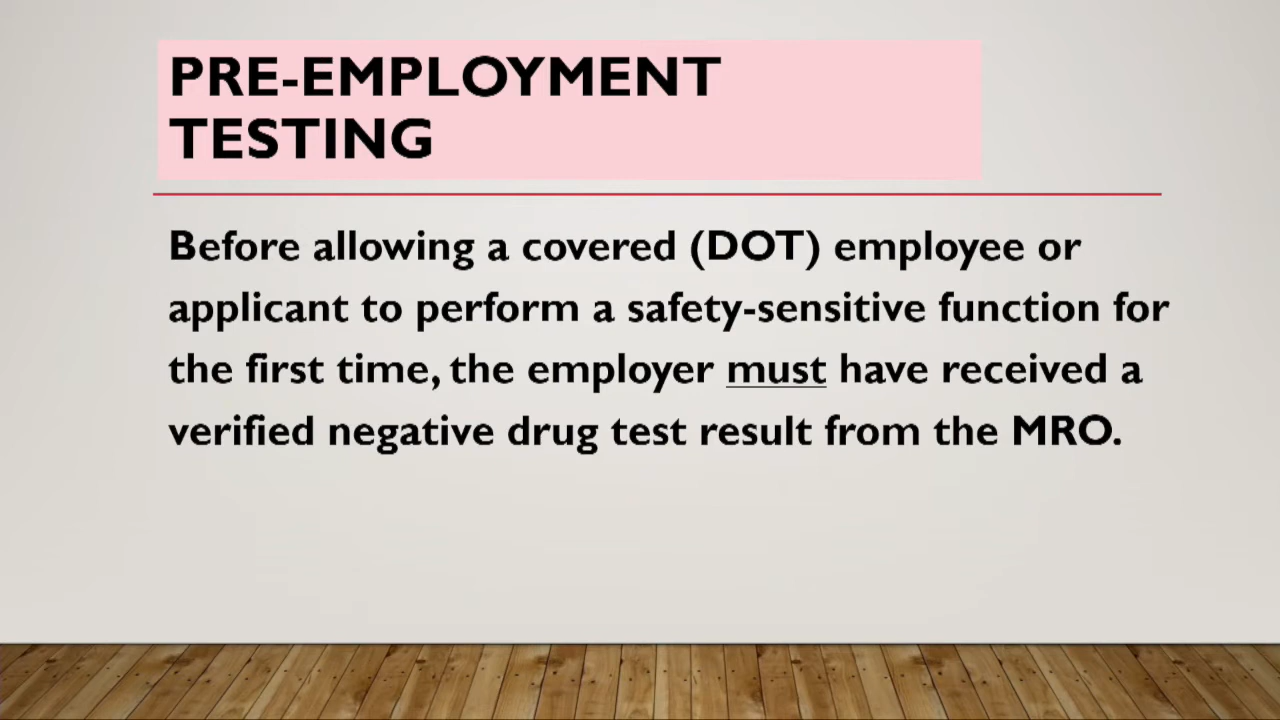 PRE-EMPLOYMENT
TESTING
Before allowing a covered (DOT) employee or
applicant to perform a safety-sensitive function for
the first time, the employer must have received a
verified negative drug test result from the MRO.